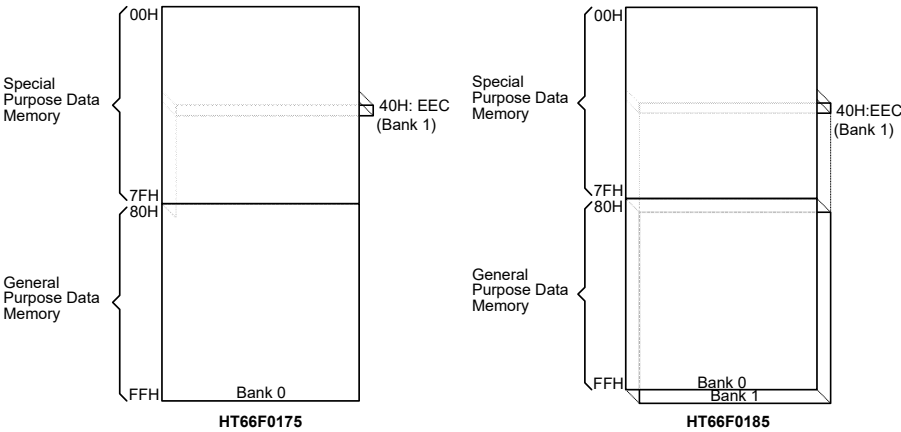 00H
Special
Purpose Data
Memory
40H: EEC
(Bank 1)
7FH
80H
General
Purpose Data
Memory
FFH
Bank 0
HT66F0175
00H
Special
Purpose Data
Memory
40H:EEC
(Bank 1)
7FH
80H
General
Purpose Data
Memory
FFH
Bank 0
Bank 1
HT66F0185